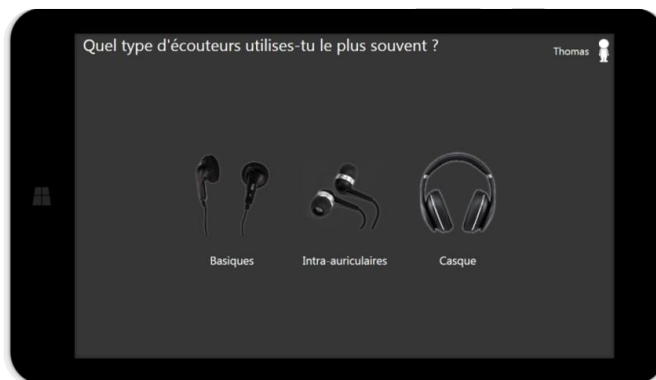 Quel type d'écouteurs utilises-tu le plus souvent ?
Thomas
Basiques
Intra-auriculaires
Casque